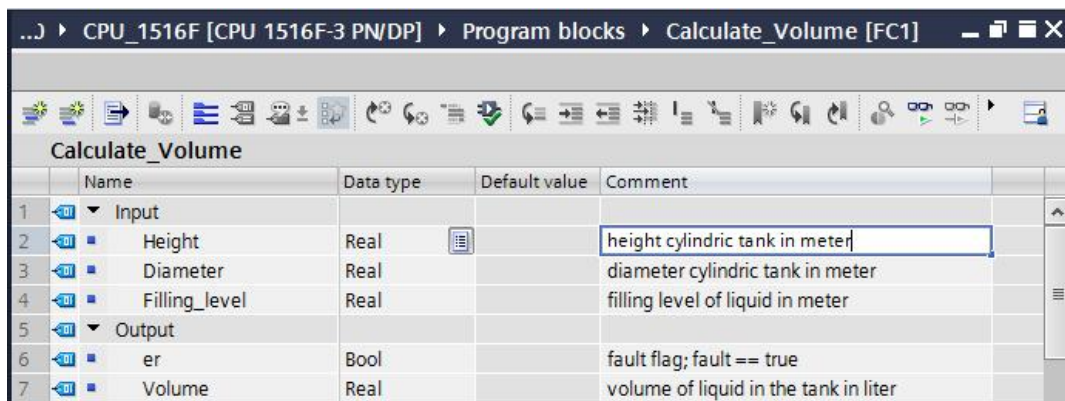 ...) ▸ CPU_1516F [CPU 1516F-3 PN/DP] ▸ Program blocks ▸ Calculate_Volume [FC1]
Calculate_Volume
Name Data type Default value Comment
1 Input
2 Height Real height cylindric tank in meter
3 Diameter Real diameter cylindric tank in meter
4 Filling_level Real filling level of liquid in meter
5 Output
6 er Bool fault flag; fault == true
7 Volume Real volume of liquid in the tank in liter